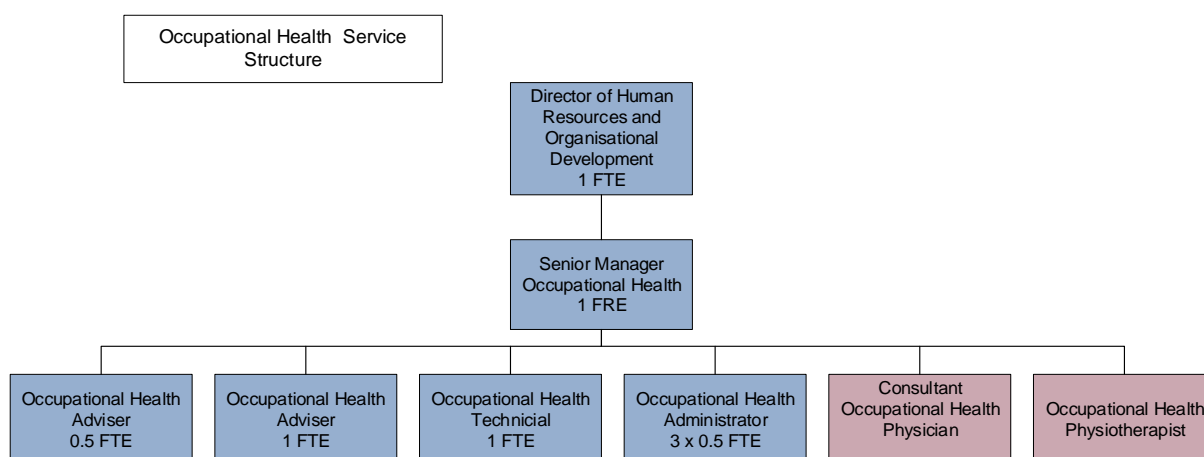 Occupational Health Service
Structure
Director of Human
Resources and
Organisational
Development
1 FTE
Senior Manager
Occupational Health
1 FRE
Occupational Health
Adviser
0.5 FTE
Occupational Health
Adviser
1 FTE
Occupational Health
Technicial
1 FTE
Occupational Health
Administrator
3 x 0.5 FTE
Consultant
Occupational Health
Physician
Occupational Health
Physiotherapist